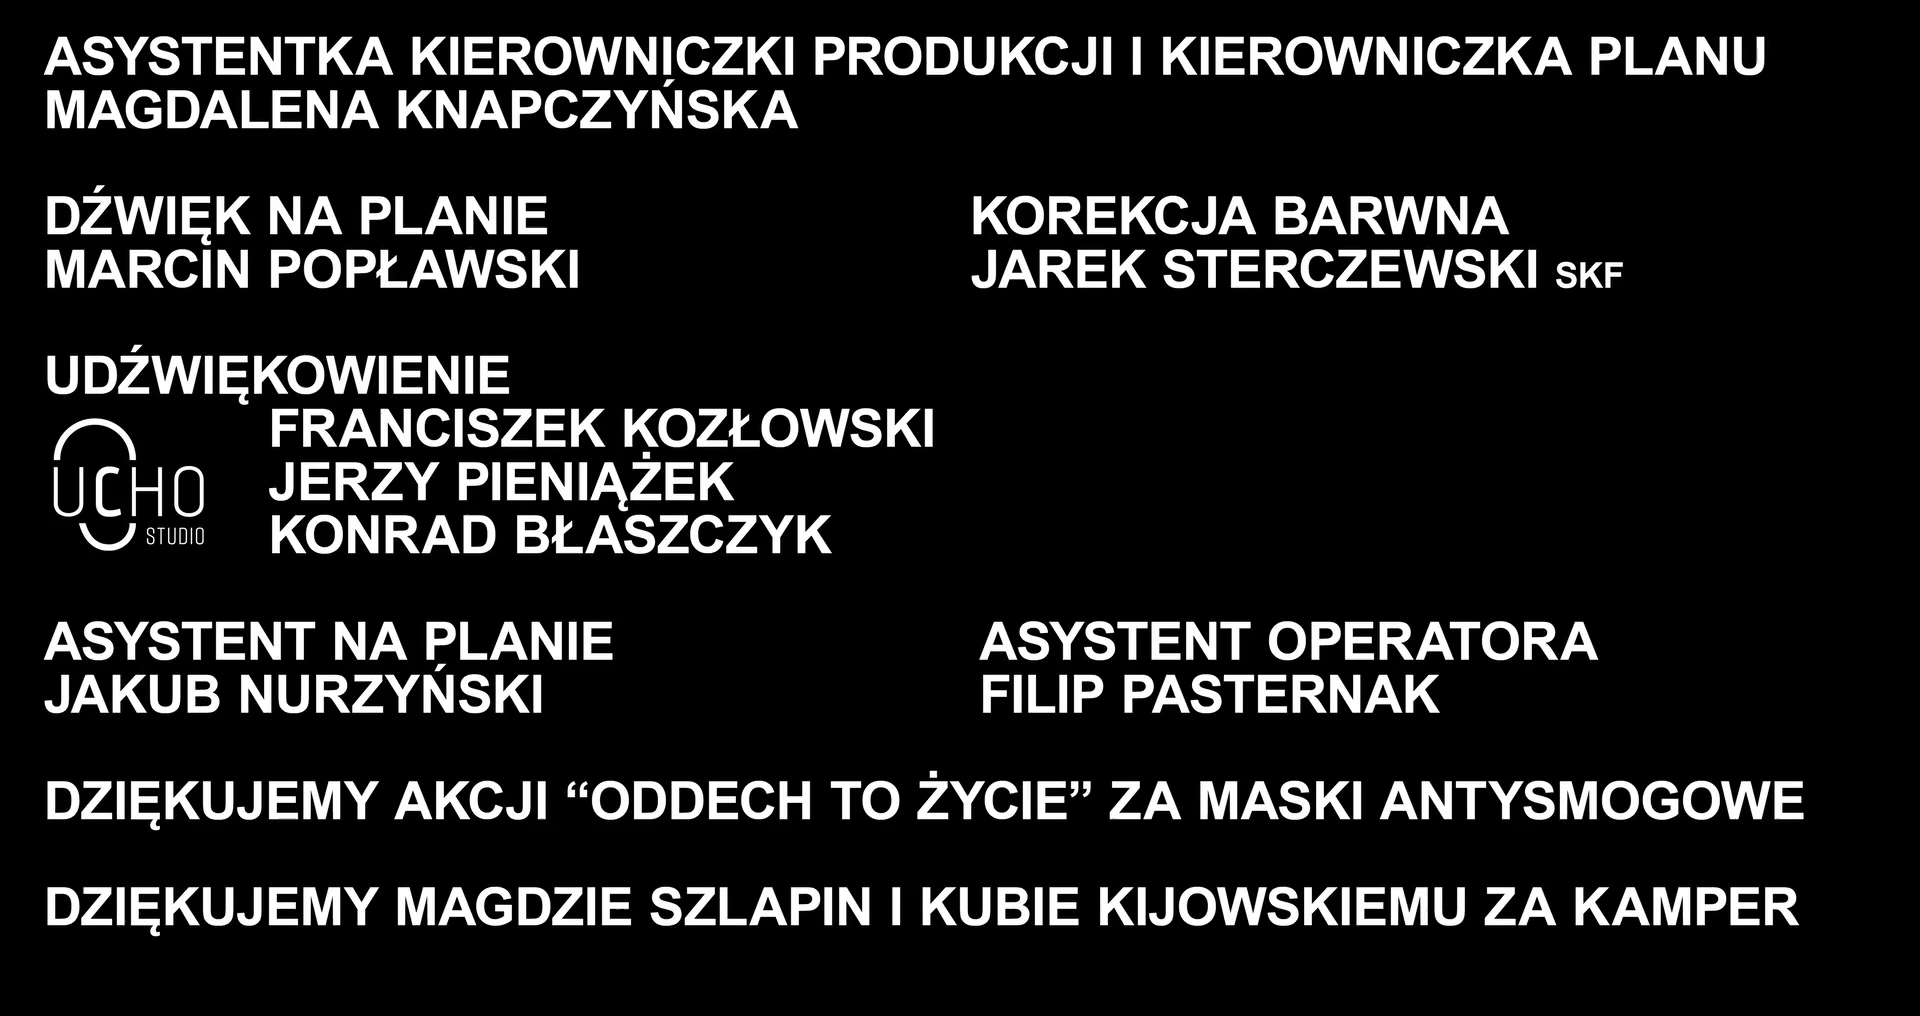 ASYSTENTKA KIEROWNICZKI PRODUKCJI I KIEROWNICZKA PLANU
MAGDALENA KNAPCZYŃSKA
DŹWIĘK NA PLANIE
MARCIN POPŁAWSKI
KOREKCJA BARWNA
JAREK STERCZEWSKI SKF
UDŹWIĘKOWIENIE
UCHO
STUDIO
FRANCISZEK KOZŁOWSKI
JERZY PIENIĄŻEK
KONRAD BŁASZCZYK
ASYSTENT NA PLANIE
JAKUB NURZYŃSKI
ASYSTENT OPERATORA
FILIP PASTERNAK
DZIĘKUJEMY AKCJI “ODDECH TO ŻYCIE” ZA MASKI ANTYSMOGOWE
DZIĘKUJEMY MAGDZIE SZLAPIN I KUBIE KIJOWSKIEMU ZA KAMPER